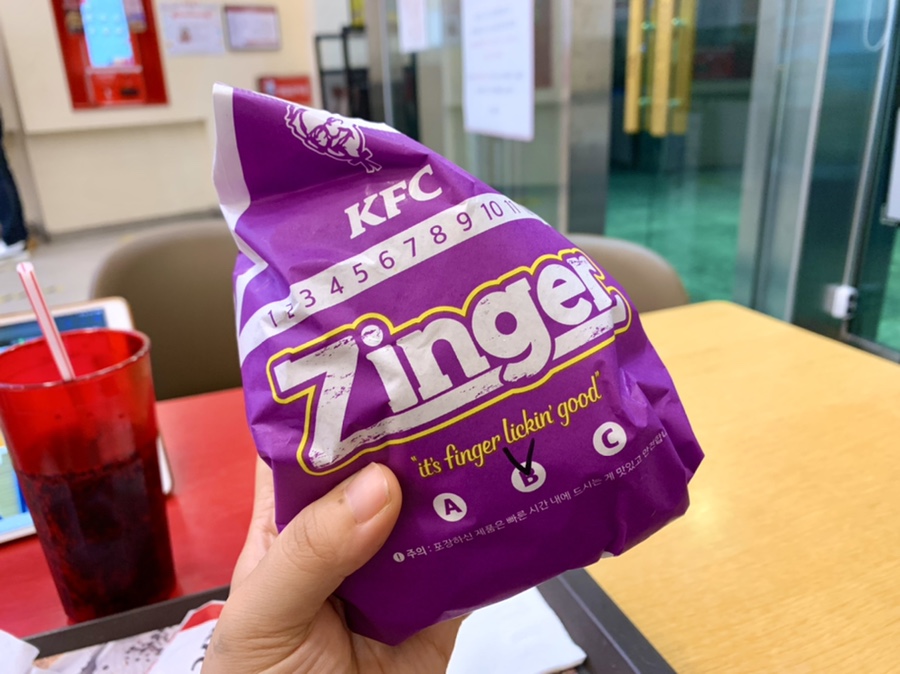 KFC
1 2 3 4 5 6 7 8 9 10 11
Zinger
"it's finger lickin' good"
A B C
❶ 주의 : 포장하신 제품은 빠른 시간 내에 드시는 게 맛있고 안전합니